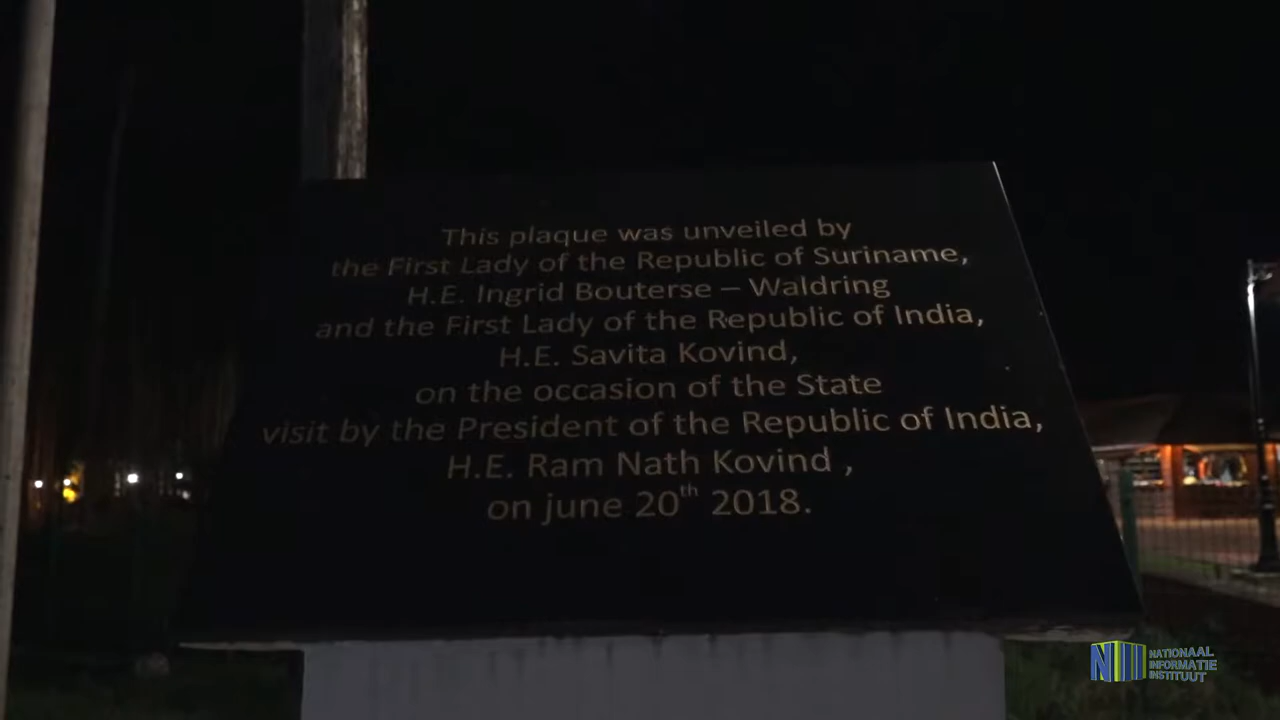 This plaque was unveiled by
the First Lady of the Republic of Suriname,
H.E. Ingrid Bouterse – Waldring
and the First Lady of the Republic of India,
H.E. Savita Kovind,
on the occasion of the State
visit by the President of the Republic of India,
H.E. Ram Nath Kovind ,
on june 20th 2018.
NII
NATIONAAL
INFORMATIE
INSTITUUT